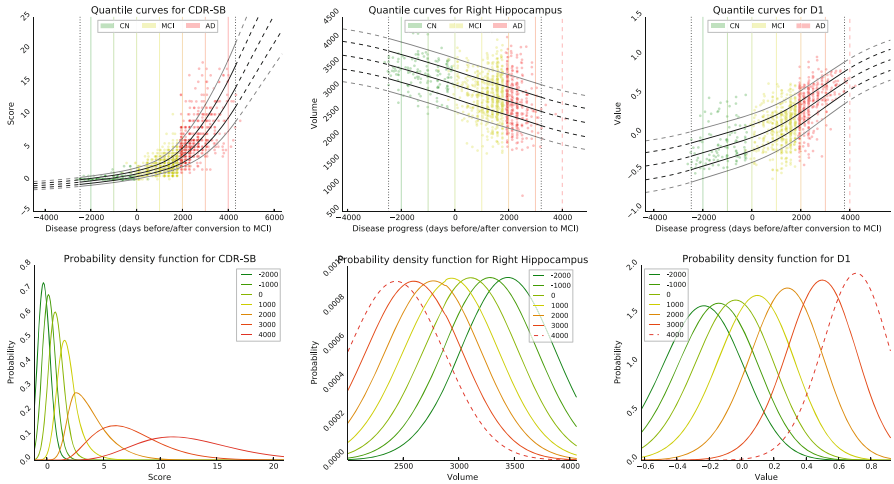 Quantile curves for CDR-SB
CN MCI AD
Score
25
20
15
10
5
0
−5
−4000 −2000 0 2000 4000 6000
Disease progress (days before/after conversion to MCI)
Quantile curves for Right Hippocampus
CN MCI AD
Volume
4500
4000
3500
3000
2500
2000
1500
1000
500
−4000 −2000 0 2000 4000
Disease progress (days before/after conversion to MCI)
Quantile curves for D1
CN MCI AD
Value
1.5
1.0
0.5
0.0
−0.5
−1.0
−4000 −2000 0 2000 4000
Disease progress (days before/after conversion to MCI)
Probability density function for CDR-SB
-2000
-1000
0
1000
2000
3000
4000
Probability
0.8
0.7
0.6
0.5
0.4
0.3
0.2
0.1
0.0
0 5 10 15 20
Score
Probability density function for Right Hippocampus
-2000
-1000
0
1000
2000
3000
4000
Probability
0.0008
0.0006
0.0004
0.0002
0.0000
2500 3000 3500 4000
Volume
Probability density function for D1
-2000
-1000
0
1000
2000
3000
4000
Probability
2.0
1.5
1.0
0.5
0.0
−0.6 −0.4 −0.2 0.0 0.2 0.4 0.6 0.8
Value